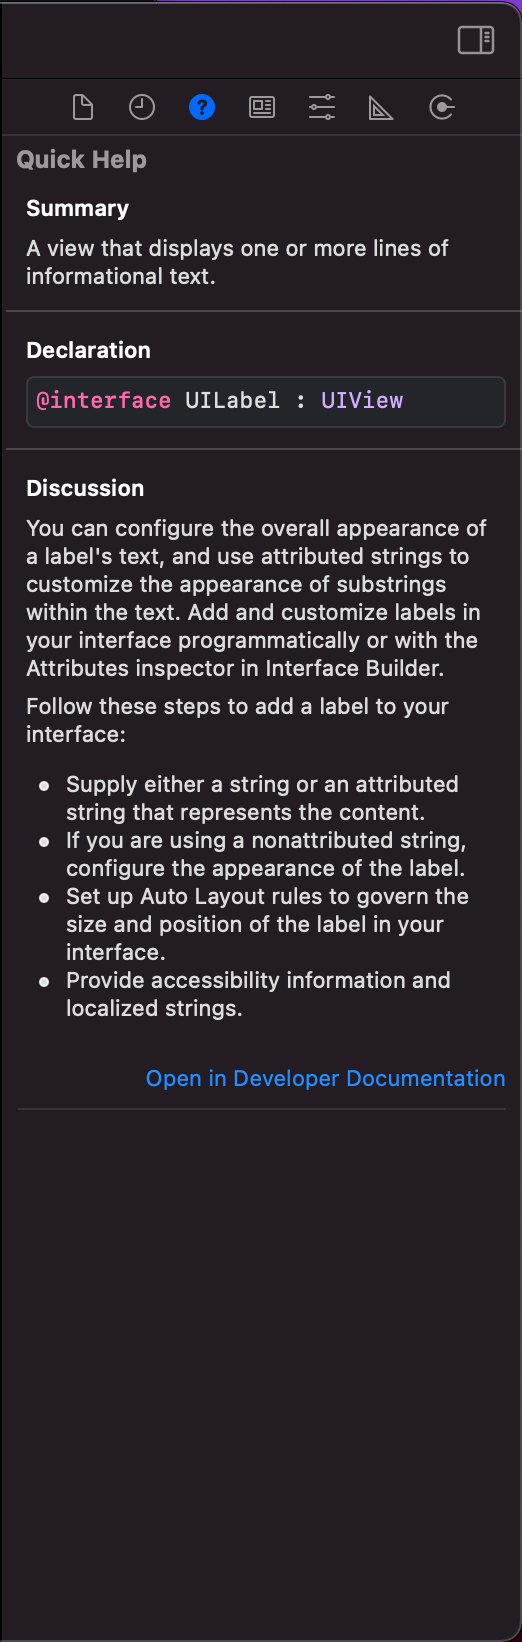 Quick Help
Summary
A view that displays one or more lines of
informational text.
Declaration
@interface UILabel : UIView
Discussion
You can configure the overall appearance of
a label's text, and use attributed strings to
customize the appearance of substrings
within the text. Add and customize labels in
your interface programmatically or with the
Attributes inspector in Interface Builder.
Follow these steps to add a label to your
interface:
• Supply either a string or an attributed
string that represents the content.
• If you are using a nonattributed string,
configure the appearance of the label.
• Set up Auto Layout rules to govern the
size and position of the label in your
interface.
• Provide accessibility information and
localized strings.
Open in Developer Documentation